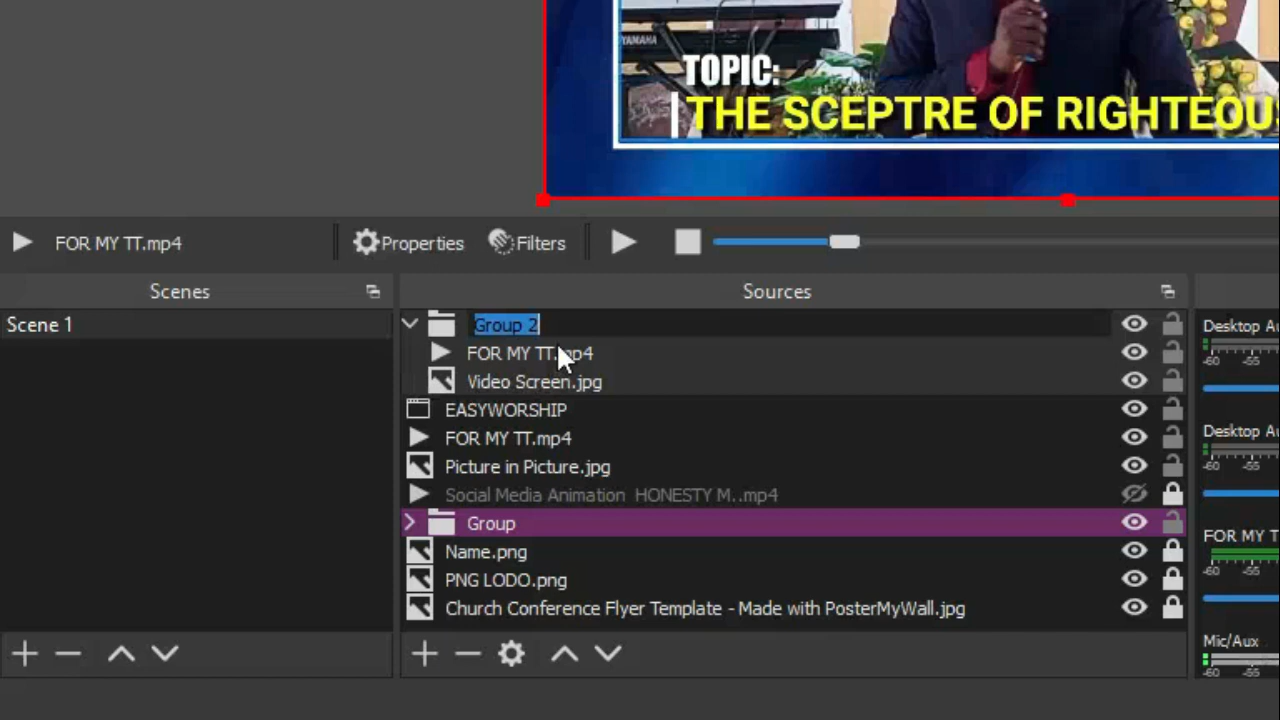 YAMAHA
TOPIC:
THE SCEPTRE OF RIGHTEOUS
FOR MY TT.mp4
Properties
Filters
Scenes
Sources
Scene 1
Group 2
FOR MY TT.mp4
Video Screen.jpg
EASYWORSHIP
FOR MY TT.mp4
Picture in Picture.jpg
Social Media Animation HONESTY M..mp4
Group
Name.png
PNG LODO.png
Church Conference Flyer Template - Made with PosterMyWall.jpg
Desktop Au
-60 -55
Desktop Au
-60 -55
FOR MY T
-60 -55
Mic/Aux
-60 -55